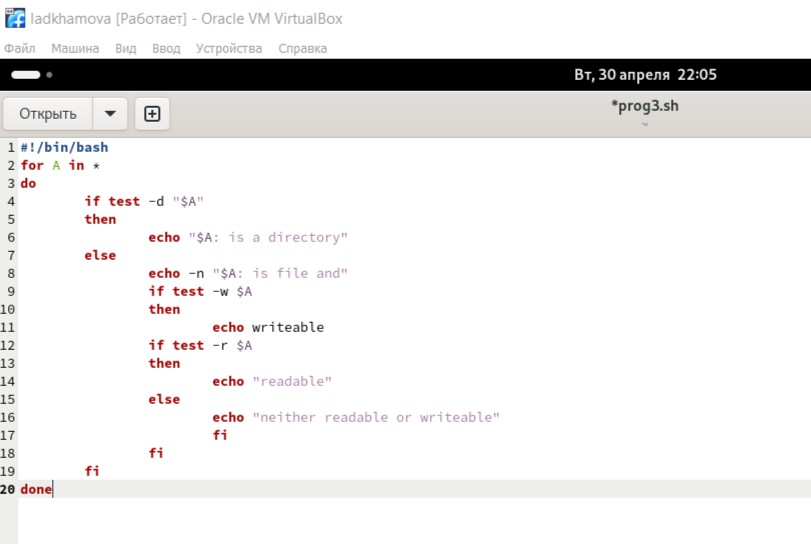 ladkhamova [Работает] - Oracle VM VirtualBox
Файл Машина Вид Ввод Устройства Справка
Вт, 30 апреля 22:05
Открыть
*prog3.sh
~
1 #!/bin/bash
2 for A in *
3 do
4 if test -d "$A"
5 then
6 echo "$A: is a directory"
7 else
8 echo -n "$A: is file and"
9 if test -w $A
10 then
11 echo writeable
12 if test -r $A
13 then
14 echo "readable"
15 else
16 echo "neither readable or writeable"
17 fi
18 fi
19 fi
20 done